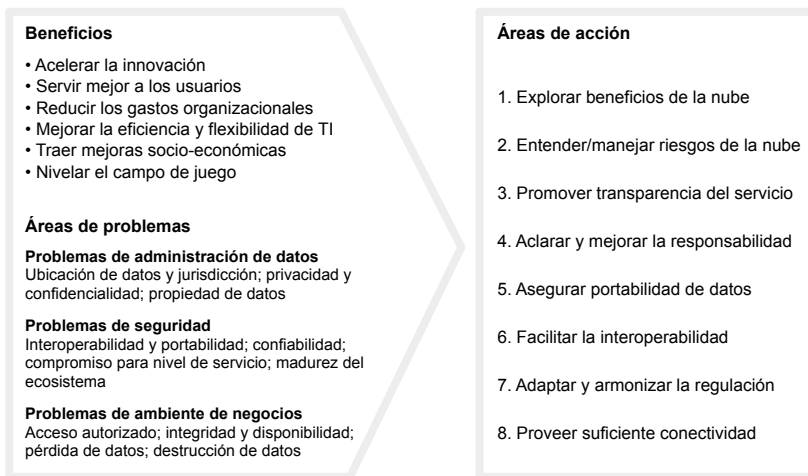 Beneficios
• Acelerar la innovación
• Servir mejor a los usuarios
• Reducir los gastos organizacionales
• Mejorar la eficiencia y flexibilidad de TI
• Traer mejoras socio-económicas
• Nivelar el campo de juego
Áreas de problemas
Problemas de administración de datos
Ubicación de datos y jurisdicción; privacidad y
confidencialidad; propiedad de datos
Problemas de seguridad
Interoperabilidad y portabilidad; confiabilidad;
compromiso para nivel de servicio; madurez del
ecosistema
Problemas de ambiente de negocios
Acceso autorizado; integridad y disponibilidad;
pérdida de datos; destrucción de datos
Áreas de acción
1. Explorar beneficios de la nube
2. Entender/manejar riesgos de la nube
3. Promover transparencia del servicio
4. Aclarar y mejorar la responsabilidad
5. Asegurar portabilidad de datos
6. Facilitar la interoperabilidad
7. Adaptar y armonizar la regulación
8. Proveer suficiente conectividad